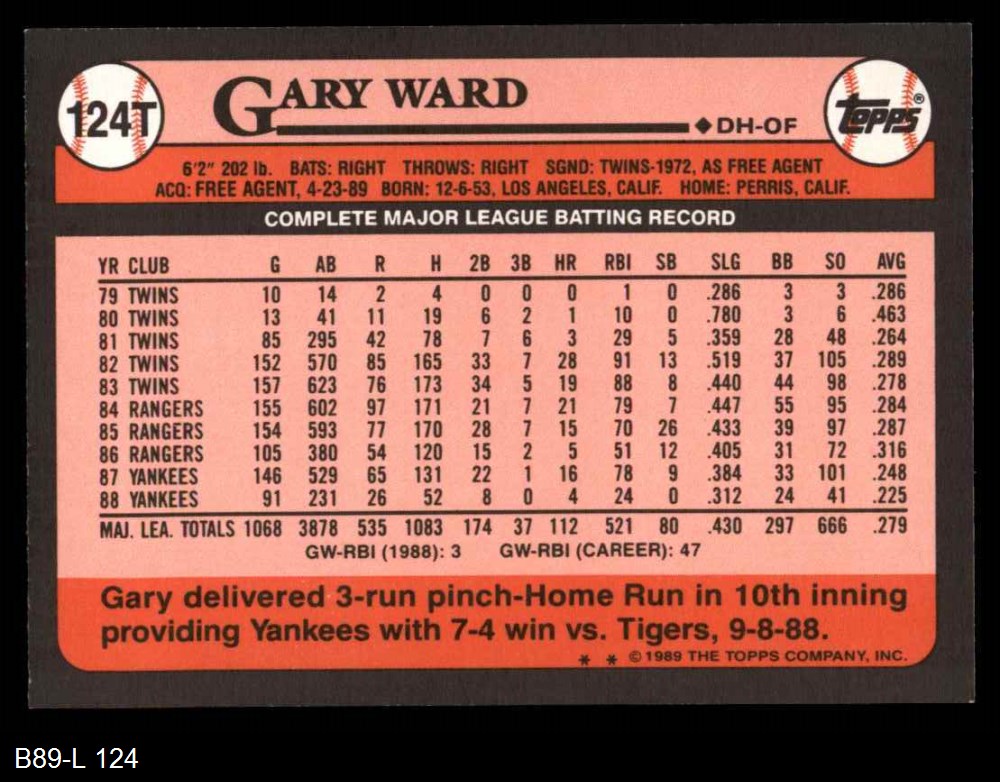 124T
GARY WARD
◆DH-OF
TOPPS®
6'2" 202 lb. BATS: RIGHT THROWS: RIGHT SGND: TWINS-1972, AS FREE AGENT
ACQ: FREE AGENT, 4-23-89 BORN: 12-6-53, LOS ANGELES, CALIF. HOME: PERRIS, CALIF.
COMPLETE MAJOR LEAGUE BATTING RECORD
YR CLUB G AB R H 2B 3B HR RBI SB SLG BB SO AVG
79 TWINS 10 14 2 4 0 0 0 1 0 .286 3 3 .286
80 TWINS 13 41 11 19 6 2 1 10 0 .780 3 6 .463
81 TWINS 85 295 42 78 7 6 3 29 5 .359 28 48 .264
82 TWINS 152 570 85 165 33 7 28 91 13 .519 37 105 .289
83 TWINS 157 623 76 173 34 5 19 88 8 .440 44 98 .278
84 RANGERS 155 602 97 171 21 7 21 79 7 .447 55 95 .284
85 RANGERS 154 593 77 170 28 7 15 70 26 .433 39 97 .287
86 RANGERS 105 380 54 120 15 2 5 51 12 .405 31 72 .316
87 YANKEES 146 529 65 131 22 1 16 78 9 .384 33 101 .248
88 YANKEES 91 231 26 52 8 0 4 24 0 .312 24 41 .225
MAJ. LEA. TOTALS 1068 3878 535 1083 174 37 112 521 80 .430 297 666 .279
GW-RBI (1988): 3 GW-RBI (CAREER): 47
Gary delivered 3-run pinch-Home Run in 10th inning
providing Yankees with 7-4 win vs. Tigers, 9-8-88.
* * © 1989 THE TOPPS COMPANY, INC.
B89-L 124